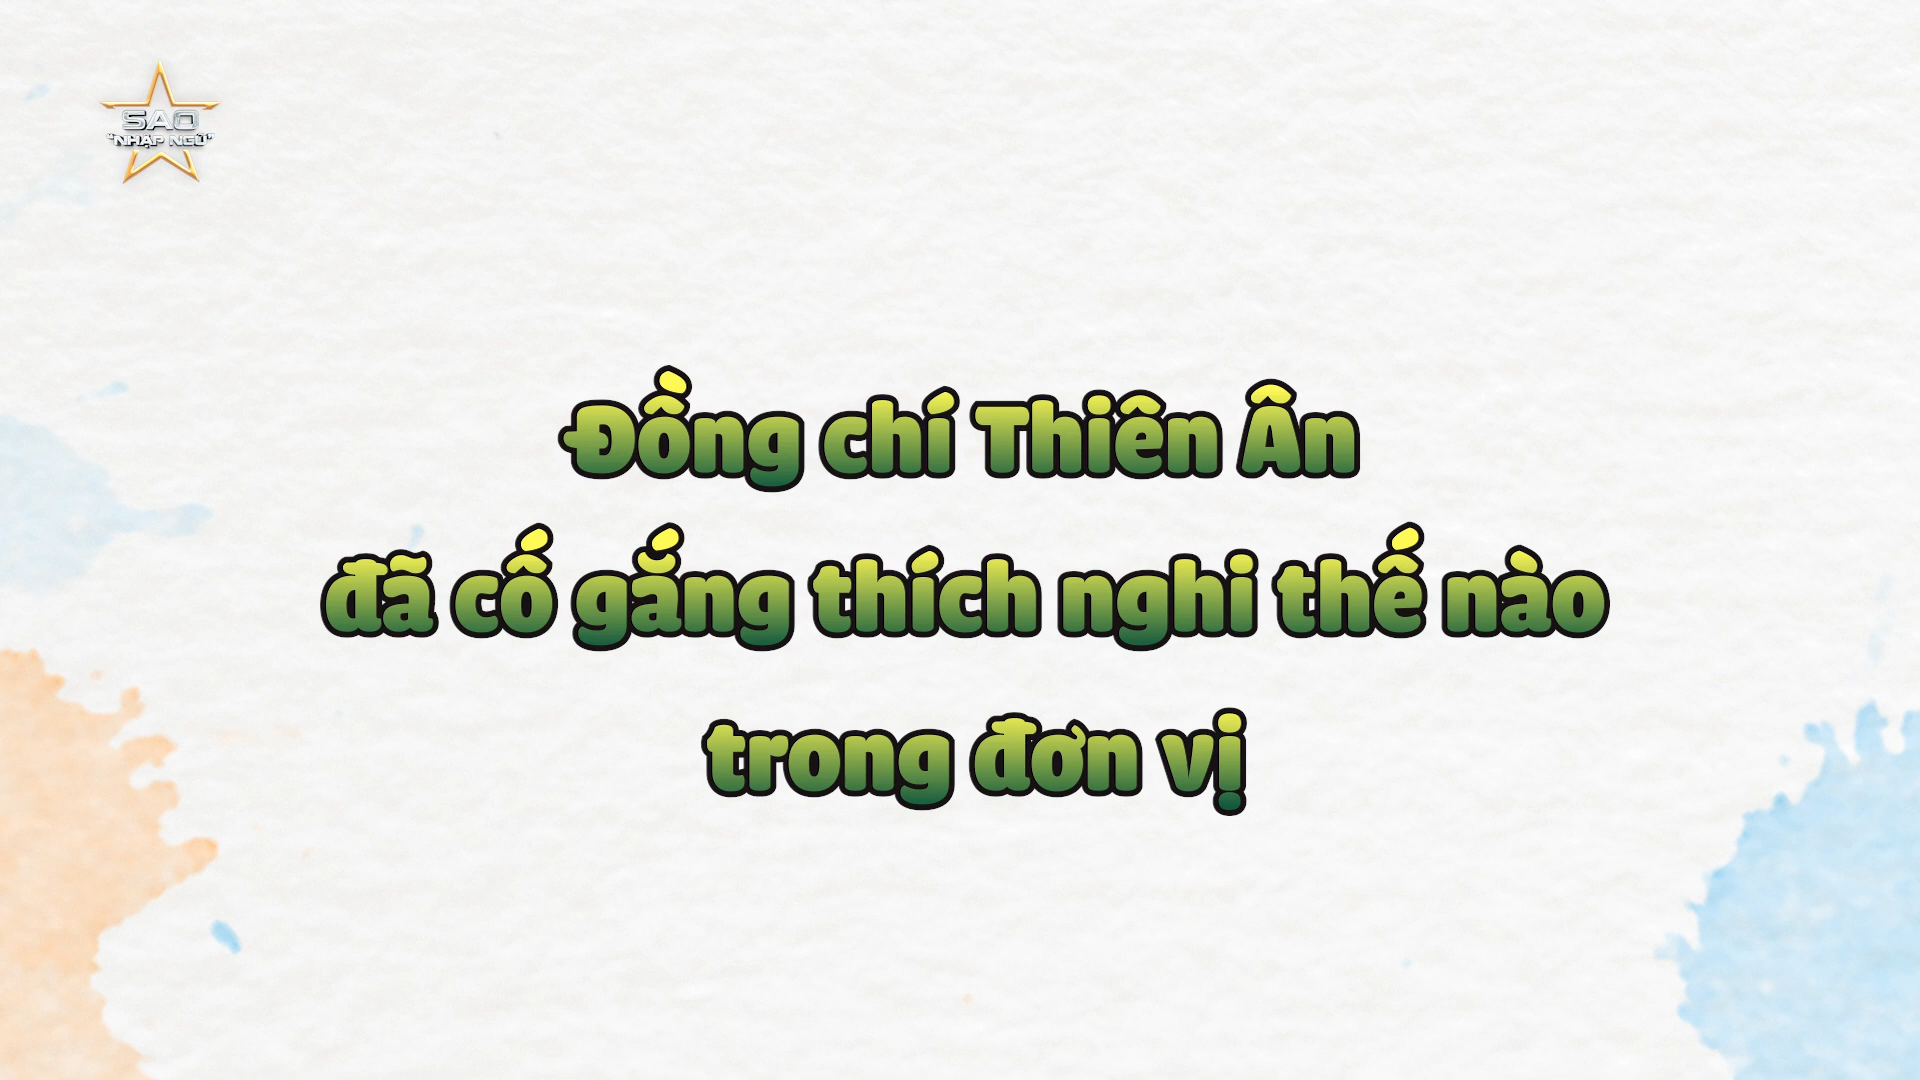 SAO
"NHẬP NGŨ"
Đồng chí Thiên Ân
đã cố gắng thích nghi thế nào
trong đơn vị